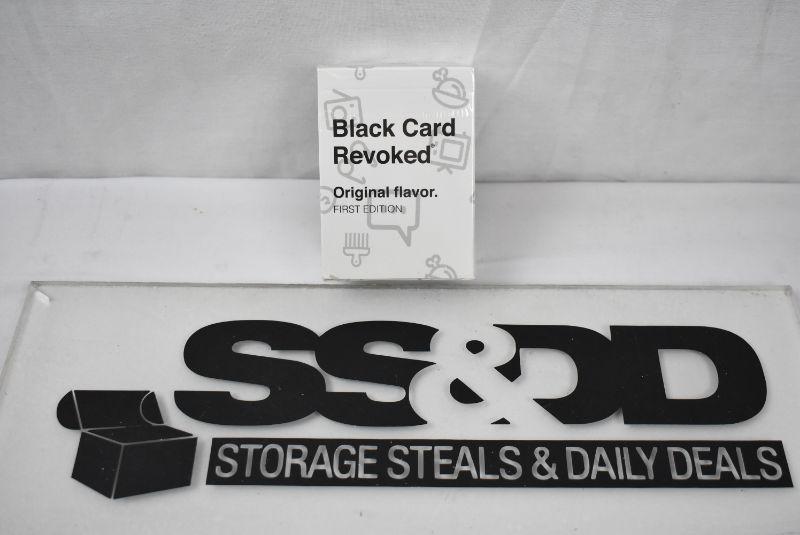 Black Card
Revoked®
Original flavor.
FIRST EDITION
SS&DD
STORAGE STEALS & DAILY DEALS